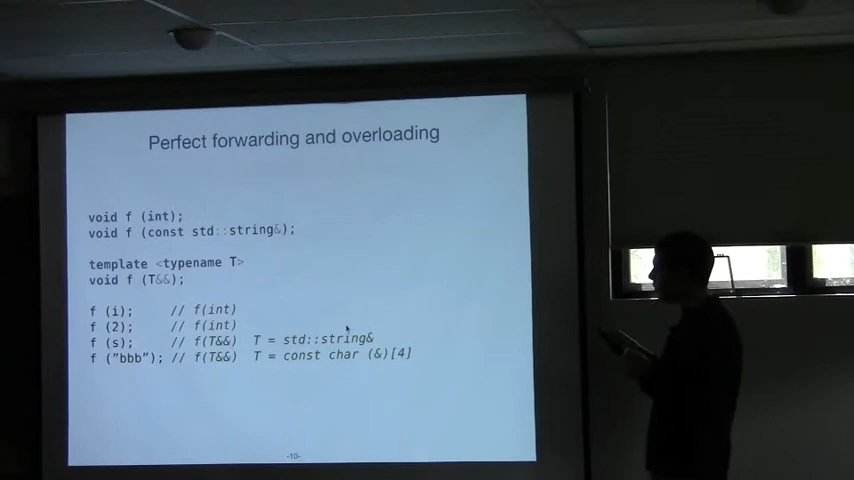 Perfect forwarding and overloading
void f (int);
void f (const std::string&);
template <typename T>
void f (T&&);
f (i); // f(int)
f (2); // f(int)
f (s); // f(T&&) T = std::string&
f ("bbb"); // f(T&&) T = const char (&)[4]
-10-